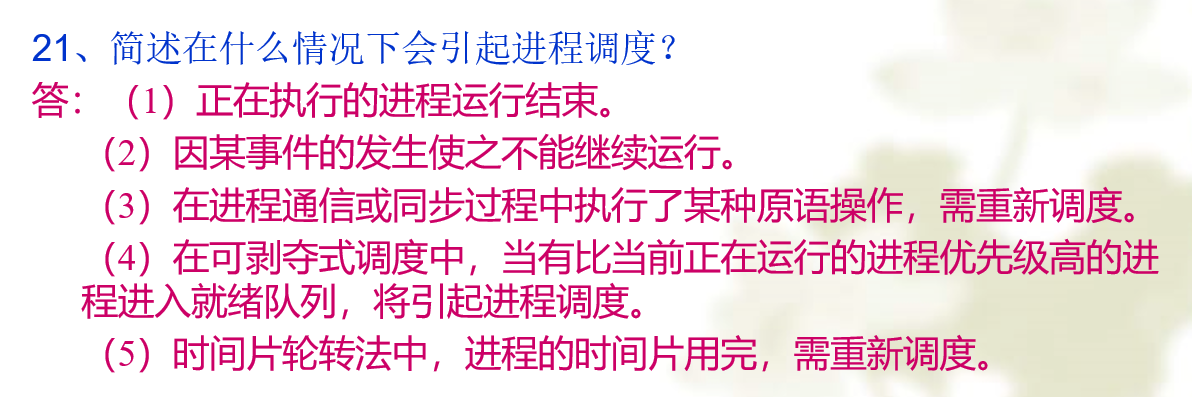 21、简述在什么情况下会引起进程调度？
答：（1）正在执行的进程运行结束。
（2）因某事件的发生使之不能继续运行。
（3）在进程通信或同步过程中执行了某种原语操作，需重新调度。
（4）在可剥夺式调度中，当有比当前正在运行的进程优先级高的进
程进入就绪队列，将引起进程调度。
（5）时间片轮转法中，进程的时间片用完，需重新调度。